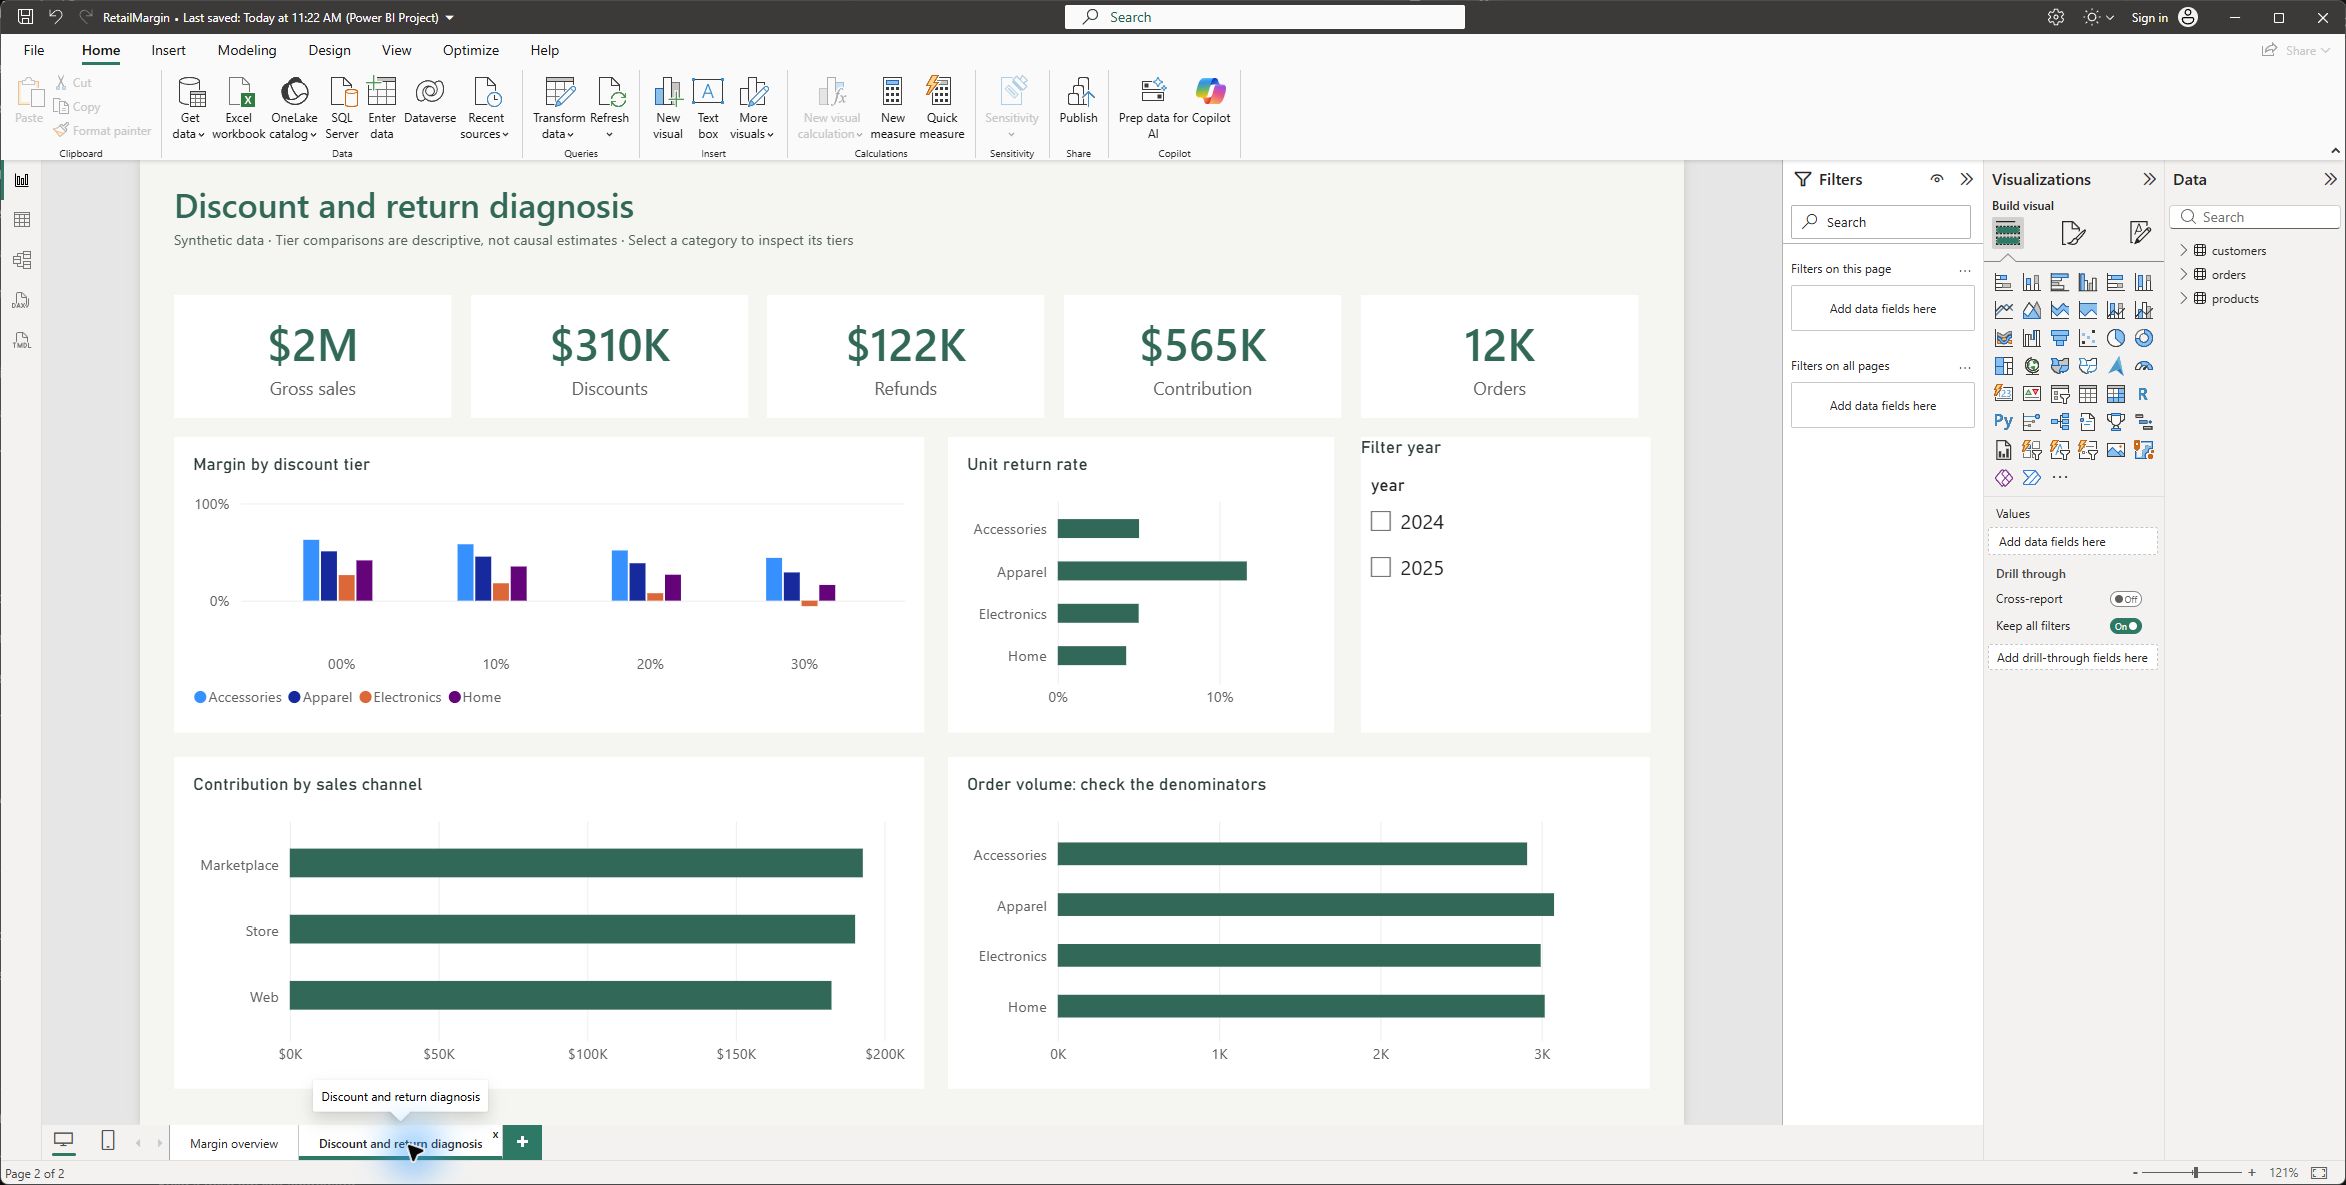 RetailMargin • Last saved: Today at 11:22 AM (Power BI Project)
Search
Sign in
File Home Insert Modeling Design View Optimize Help
Share
Paste
Cut
Copy
Format painter
Clipboard
Get data
Excel workbook
OneLake catalog
SQL Server
Enter data
Dataverse
Recent sources
Data
Transform data
Refresh
Queries
New visual
Text box
More visuals
Insert
New visual calculation
New measure
Quick measure
Calculations
Sensitivity
Sensitivity
Publish
Share
Prep data for AI
Copilot
Copilot
Discount and return diagnosis
Synthetic data · Tier comparisons are descriptive, not causal estimates · Select a category to inspect its tiers
$2M
Gross sales
$310K
Discounts
$122K
Refunds
$565K
Contribution
12K
Orders
Margin by discount tier
100%
0%
00% 10% 20% 30%
Accessories Apparel Electronics Home
Unit return rate
Accessories
Apparel
Electronics
Home
0% 10%
Filter year
year
2024
2025
Contribution by sales channel
Marketplace
Store
Web
$0K $50K $100K $150K $200K
Order volume: check the denominators
Accessories
Apparel
Electronics
Home
0K 1K 2K 3K
Filters
Search
Filters on this page
Add data fields here
Filters on all pages
Add data fields here
Visualizations
Build visual
123
R
Py
Values
Add data fields here
Drill through
Cross-report
Off
Keep all filters
On
Add drill-through fields here
Data
Search
customers
orders
products
DAX
TMDL
Discount and return diagnosis
Margin overview
Discount and return diagnosis
x
+
Page 2 of 2
- + 121%